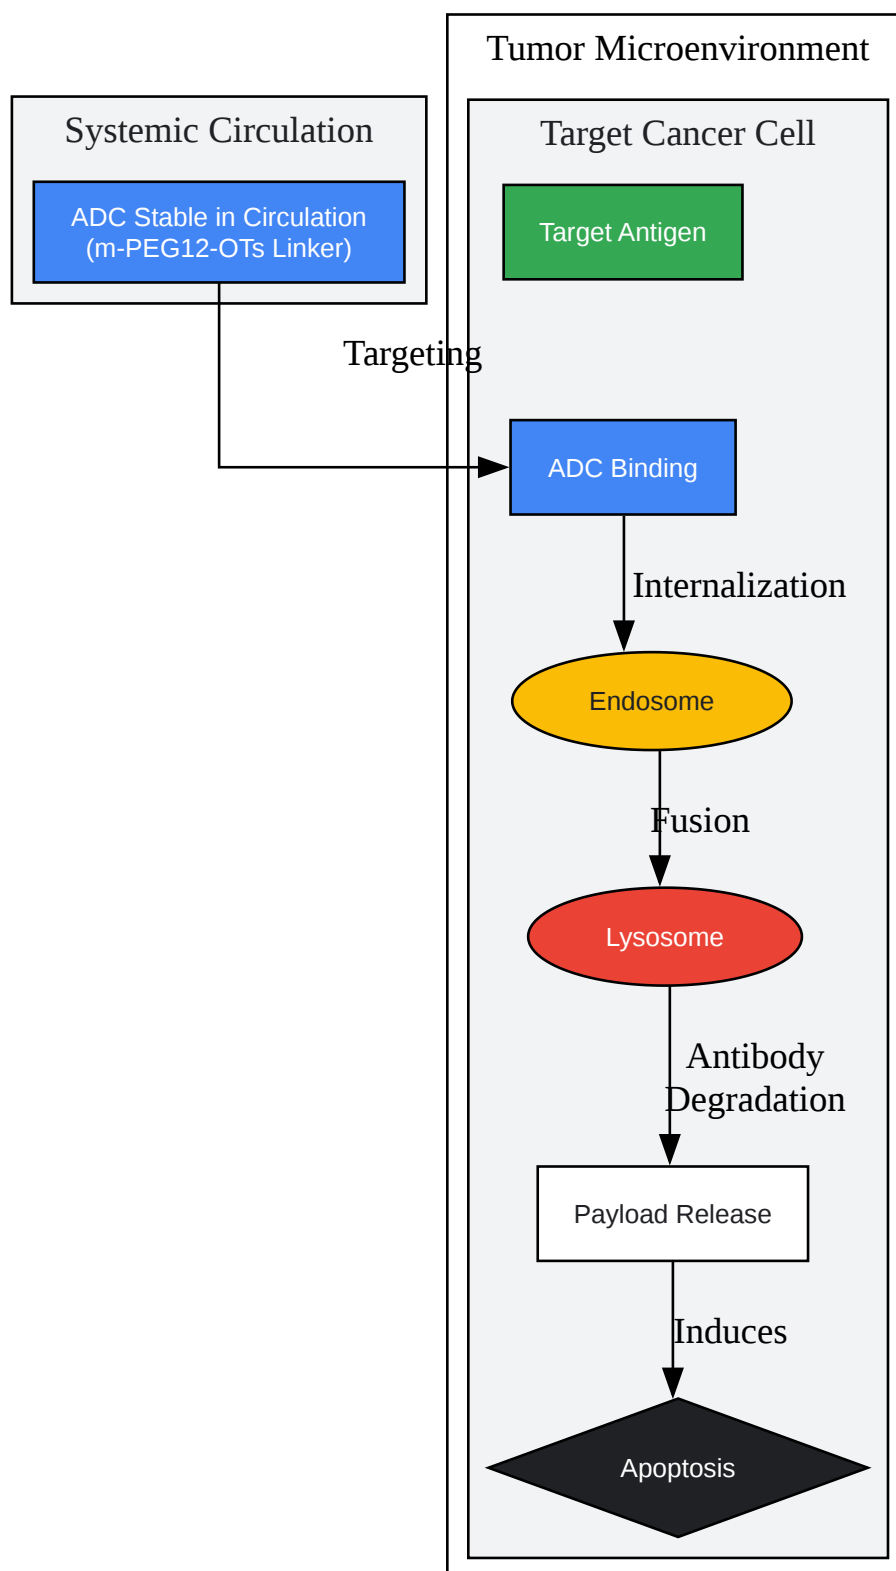 Tumor Microenvironment
Systemic Circulation
Target Cancer Cell
ADC Stable in Circulation
(m-PEG12-OTs Linker)
Target Antigen
Targeting
ADC Binding
Internalization
Endosome
Fusion
Lysosome
Antibody
Degradation
Payload Release
Induces
Apoptosis